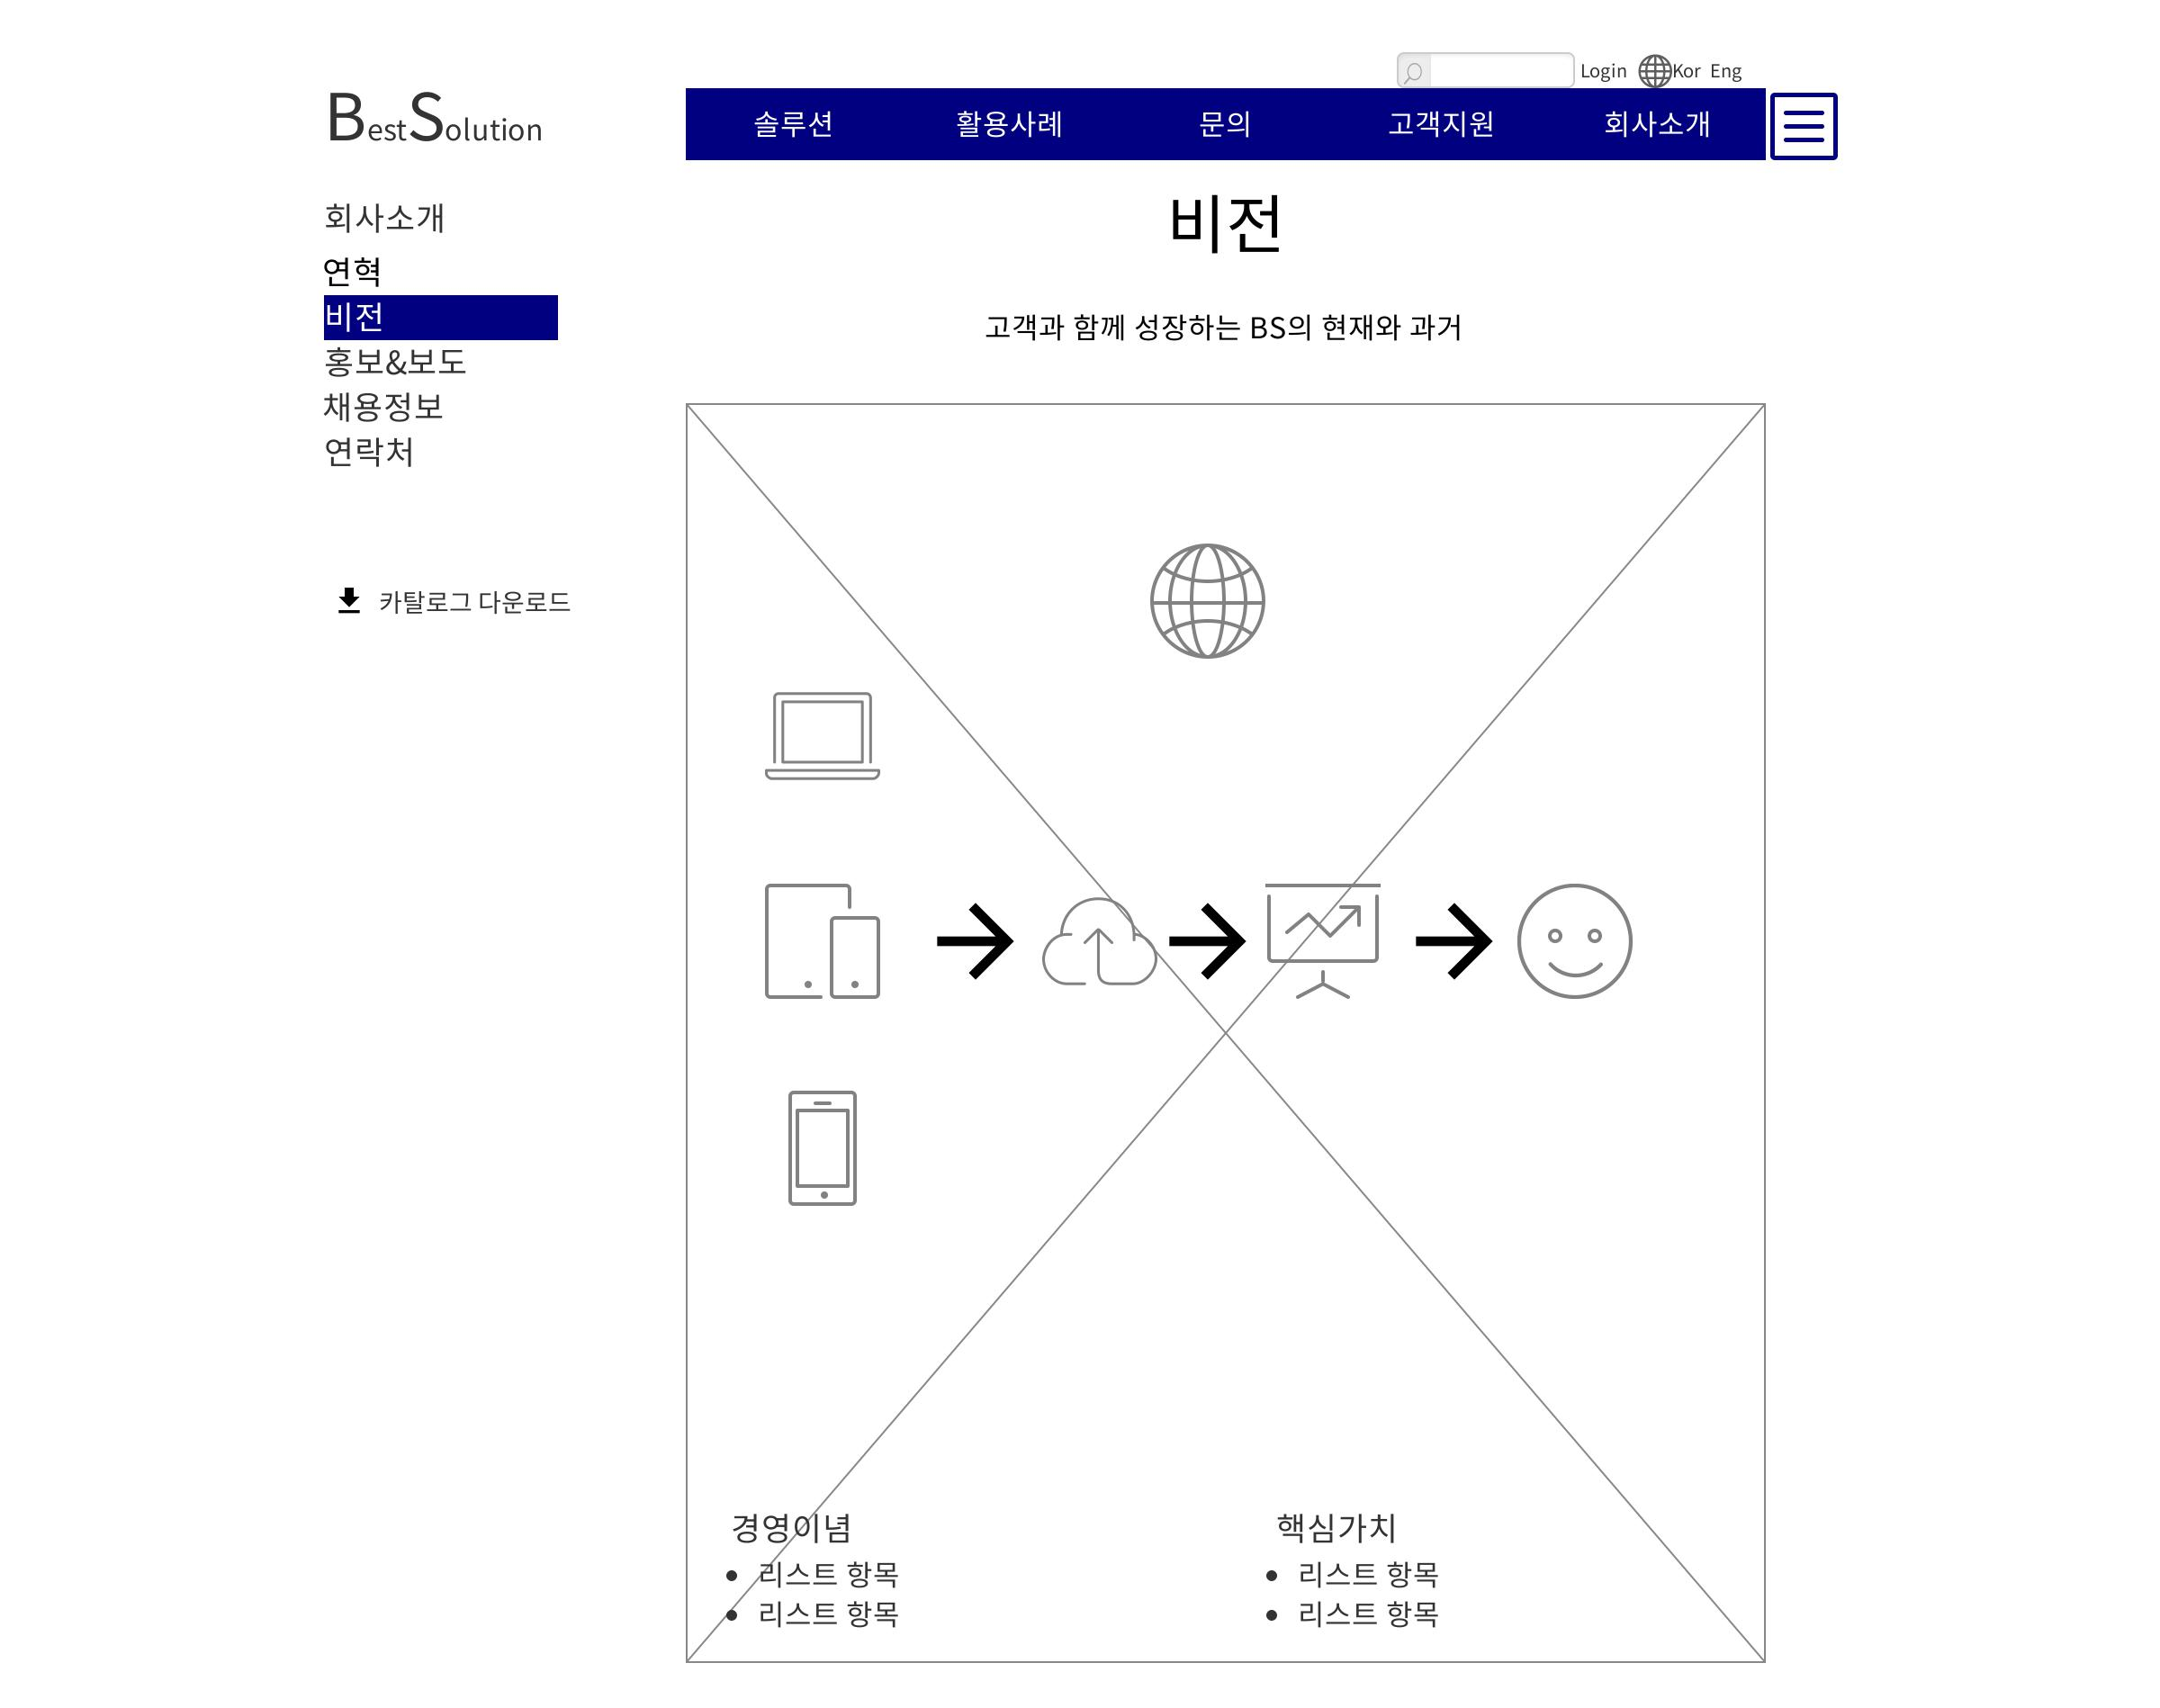 Login Kor Eng
BestSolution
솔루션 활용사례 문의 고객지원 회사소개
회사소개
연혁
비전
홍보&보도
채용정보
연락처
카탈로그 다운로드
비전
고객과 함께 성장하는 BS의 현재와 과거
경영이념
리스트 항목
리스트 항목
핵심가치
리스트 항목
리스트 항목